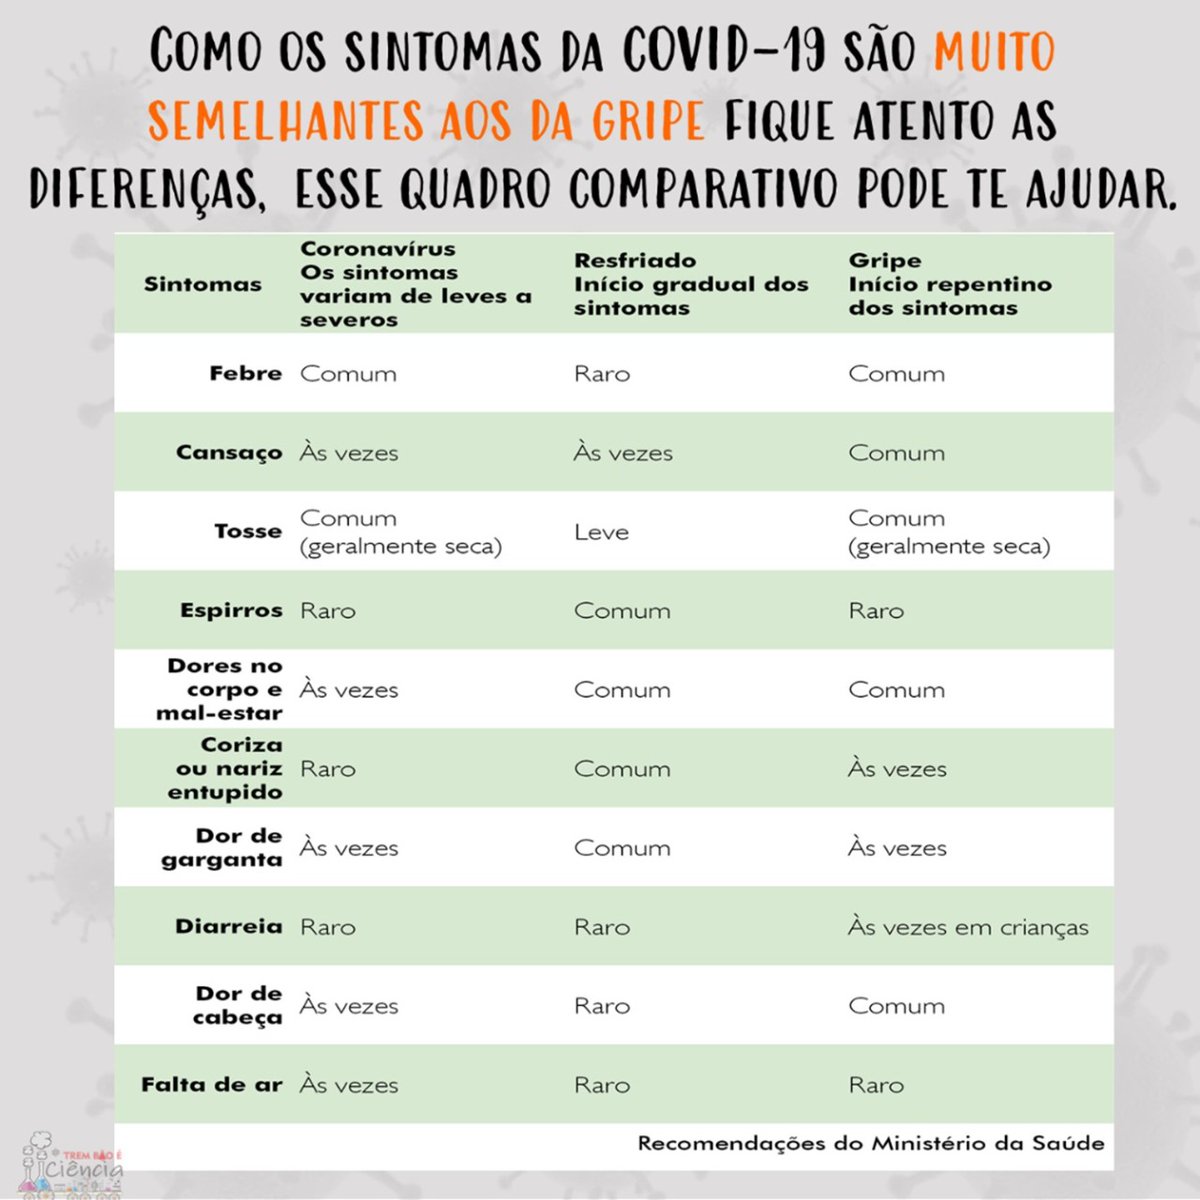 COMO OS SINTOMAS DA COVID-19 SÃO MUITO
SEMELHANTES AOS DA GRIPE FIQUE ATENTO AS
DIFERENÇAS, ESSE QUADRO COMPARATIVO PODE TE AJUDAR.
Sintomas
Coronavírus
Os sintomas
variam de leves a
severos
Resfriado
Início gradual dos
sintomas
Gripe
Início repentino
dos sintomas
Febre Comum Raro Comum
Cansaço Às vezes Às vezes Comum
Tosse
Comum
(geralmente seca)
Leve
Comum
(geralmente seca)
Espirros Raro Comum Raro
Dores no
corpo e
mal-estar
Às vezes Comum Comum
Coriza
ou nariz
entupido
Raro Comum Às vezes
Dor de
garganta
Às vezes Comum Às vezes
Diarreia Raro Raro Às vezes em crianças
Dor de
cabeça
Às vezes Raro Comum
Falta de ar Às vezes Raro Raro
Recomendações do Ministério da Saúde
TREM BÃO É
Ciência